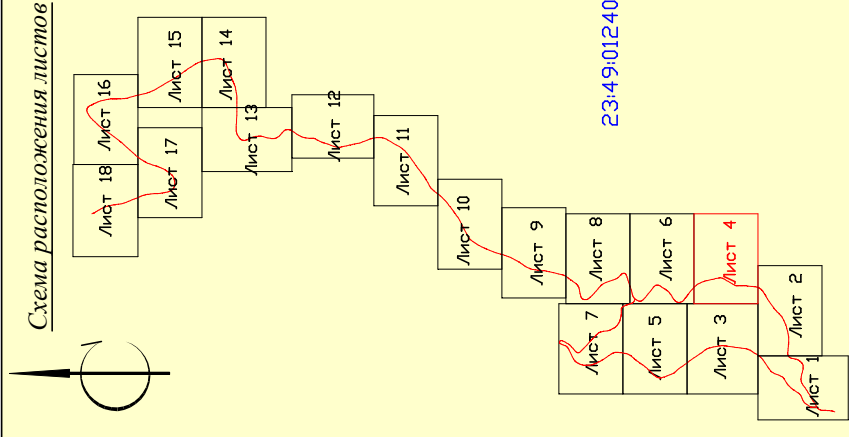 Схема расположения листов
Лист 1
Лист 2
Лист 3
Лист 4
Лист 5
Лист 6
Лист 7
Лист 8
Лист 9
Лист 10
Лист 11
Лист 12
Лист 13
Лист 14
Лист 15
Лист 16
Лист 17
Лист 18
23:49:01240